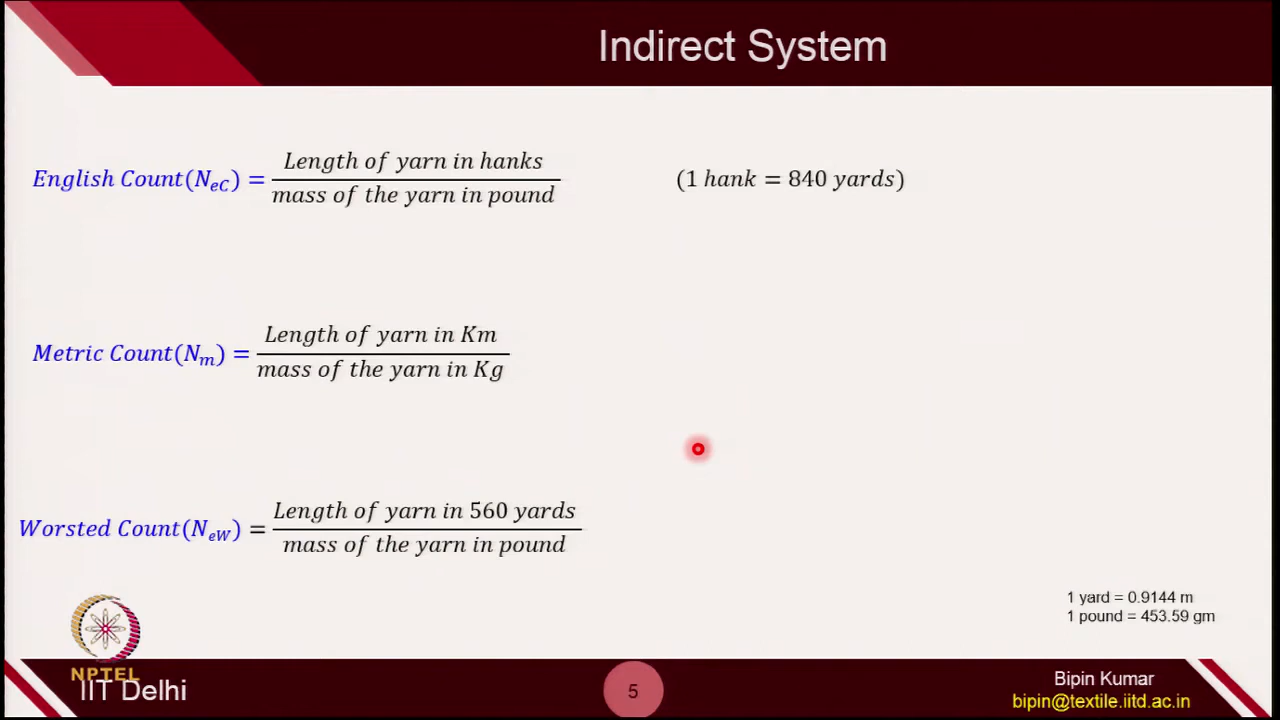 Indirect System
English Count(N_eC) = Length of yarn in hanks / mass of the yarn in pound (1 hank = 840 yards)
Metric Count(N_m) = Length of yarn in Km / mass of the yarn in Kg
Worsted Count(N_eW) = Length of yarn in 560 yards / mass of the yarn in pound
1 yard = 0.9144 m
1 pound = 453.59 gm
NPTEL
IIT Delhi
5
Bipin Kumar
bipin@textile.iitd.ac.in